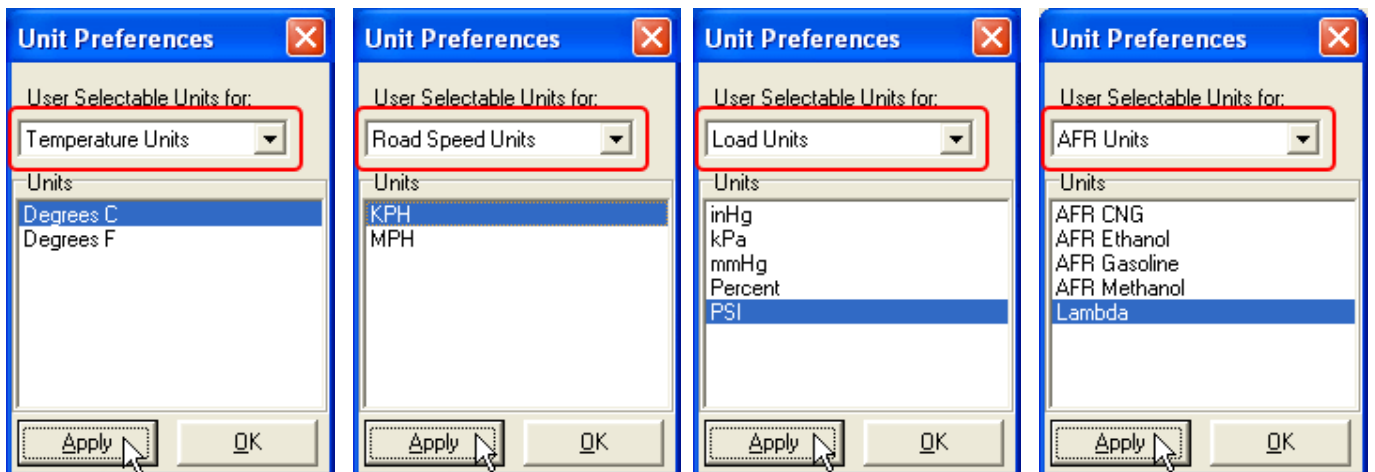 Unit Preferences
User Selectable Units for:
Temperature Units
Units
Degrees C
Degrees F
Apply
OK
Unit Preferences
User Selectable Units for:
Road Speed Units
Units
KPH
MPH
Apply
OK
Unit Preferences
User Selectable Units for:
Load Units
Units
inHg
kPa
mmHg
Percent
PSI
Apply
OK
Unit Preferences
User Selectable Units for:
AFR Units
Units
AFR CNG
AFR Ethanol
AFR Gasoline
AFR Methanol
Lambda
Apply
OK